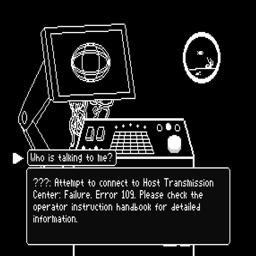 Who is talking to me?
???: Attempt to connect to Host Transmission
Center: Failure. Error 109. Please check the
operator instruction handbook for detailed
information.